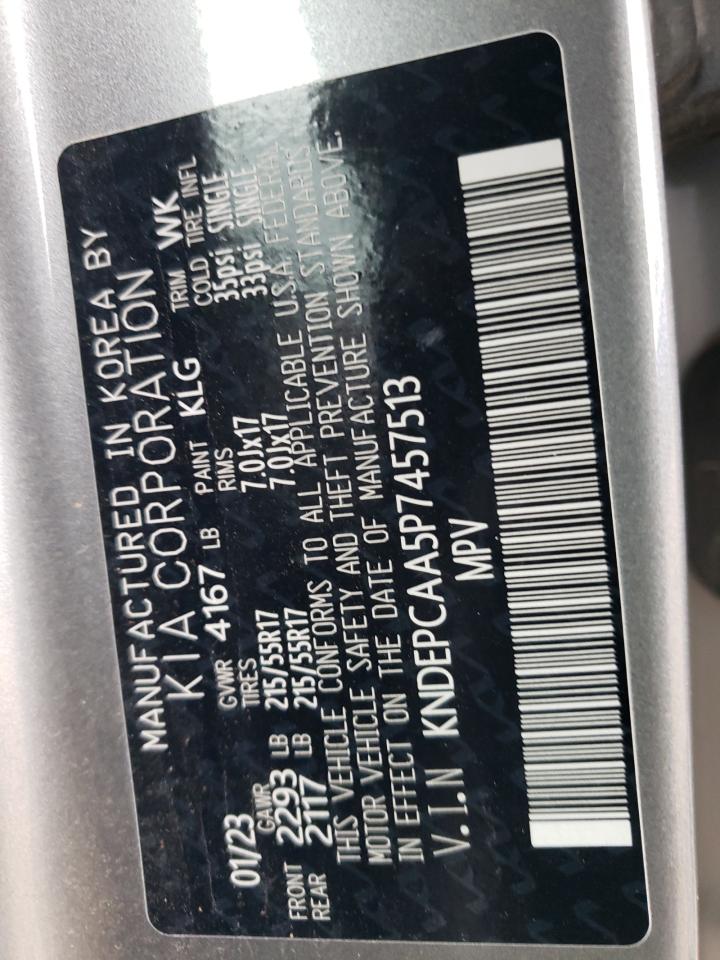 MANUFACTURED IN KOREA BY
KIA CORPORATION
01/23 GVWR 4167 LB PAINT KLG TRIM WK
GAWR TIRES RIMS COLD TIRE INFL
FRONT 2293 LB 215/55R17 7.0Jx17 35psi SINGLE
REAR 2117 LB 215/55R17 7.0Jx17 33psi SINGLE
THIS VEHICLE CONFORMS TO ALL APPLICABLE U.S.A. FEDERAL
MOTOR VEHICLE SAFETY AND THEFT PREVENTION STANDARDS
IN EFFECT ON THE DATE OF MANUFACTURE SHOWN ABOVE.
V.I.N KNDEPCAA5P7457513
MPV